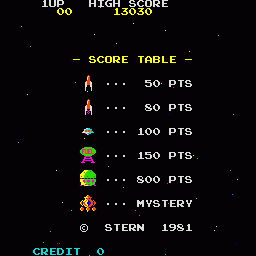 1UP HIGH SCORE
00 13030
- SCORE TABLE -
... 50 PTS
... 80 PTS
... 100 PTS
... 150 PTS
... 800 PTS
... MYSTERY
© STERN 1981
CREDIT 0